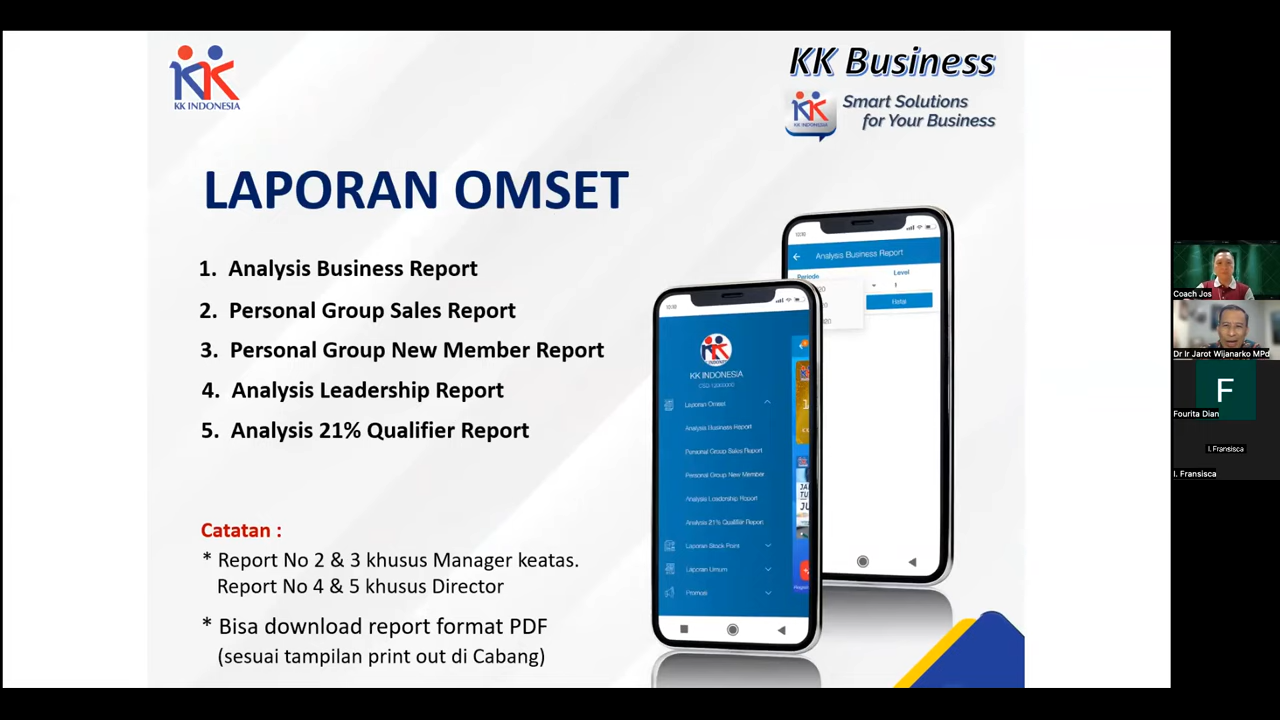 KK INDONESIA
KK Business
KK INDONESIA
Smart Solutions
for Your Business
LAPORAN OMSET
1. Analysis Business Report
2. Personal Group Sales Report
3. Personal Group New Member Report
4. Analysis Leadership Report
5. Analysis 21% Qualifier Report
Catatan :
* Report No 2 & 3 khusus Manager keatas.
Report No 4 & 5 khusus Director
* Bisa download report format PDF
(sesuai tampilan print out di Cabang)
Analysis Business Report
Periode
Level
1
KK INDONESIA
Laporan Omset
Analysis Business Report
Personal Group Sales Report
Personal Group New Member
Analysis Leadership Report
Analysis 21% Qualifier Report
Laporan Stock Point
Laporan Umum
Promosi
Coach Jos
Dr Ir Jarot Wijanarko MPd
F
Fourita Dian
I. Fransisca
I. Fransisca